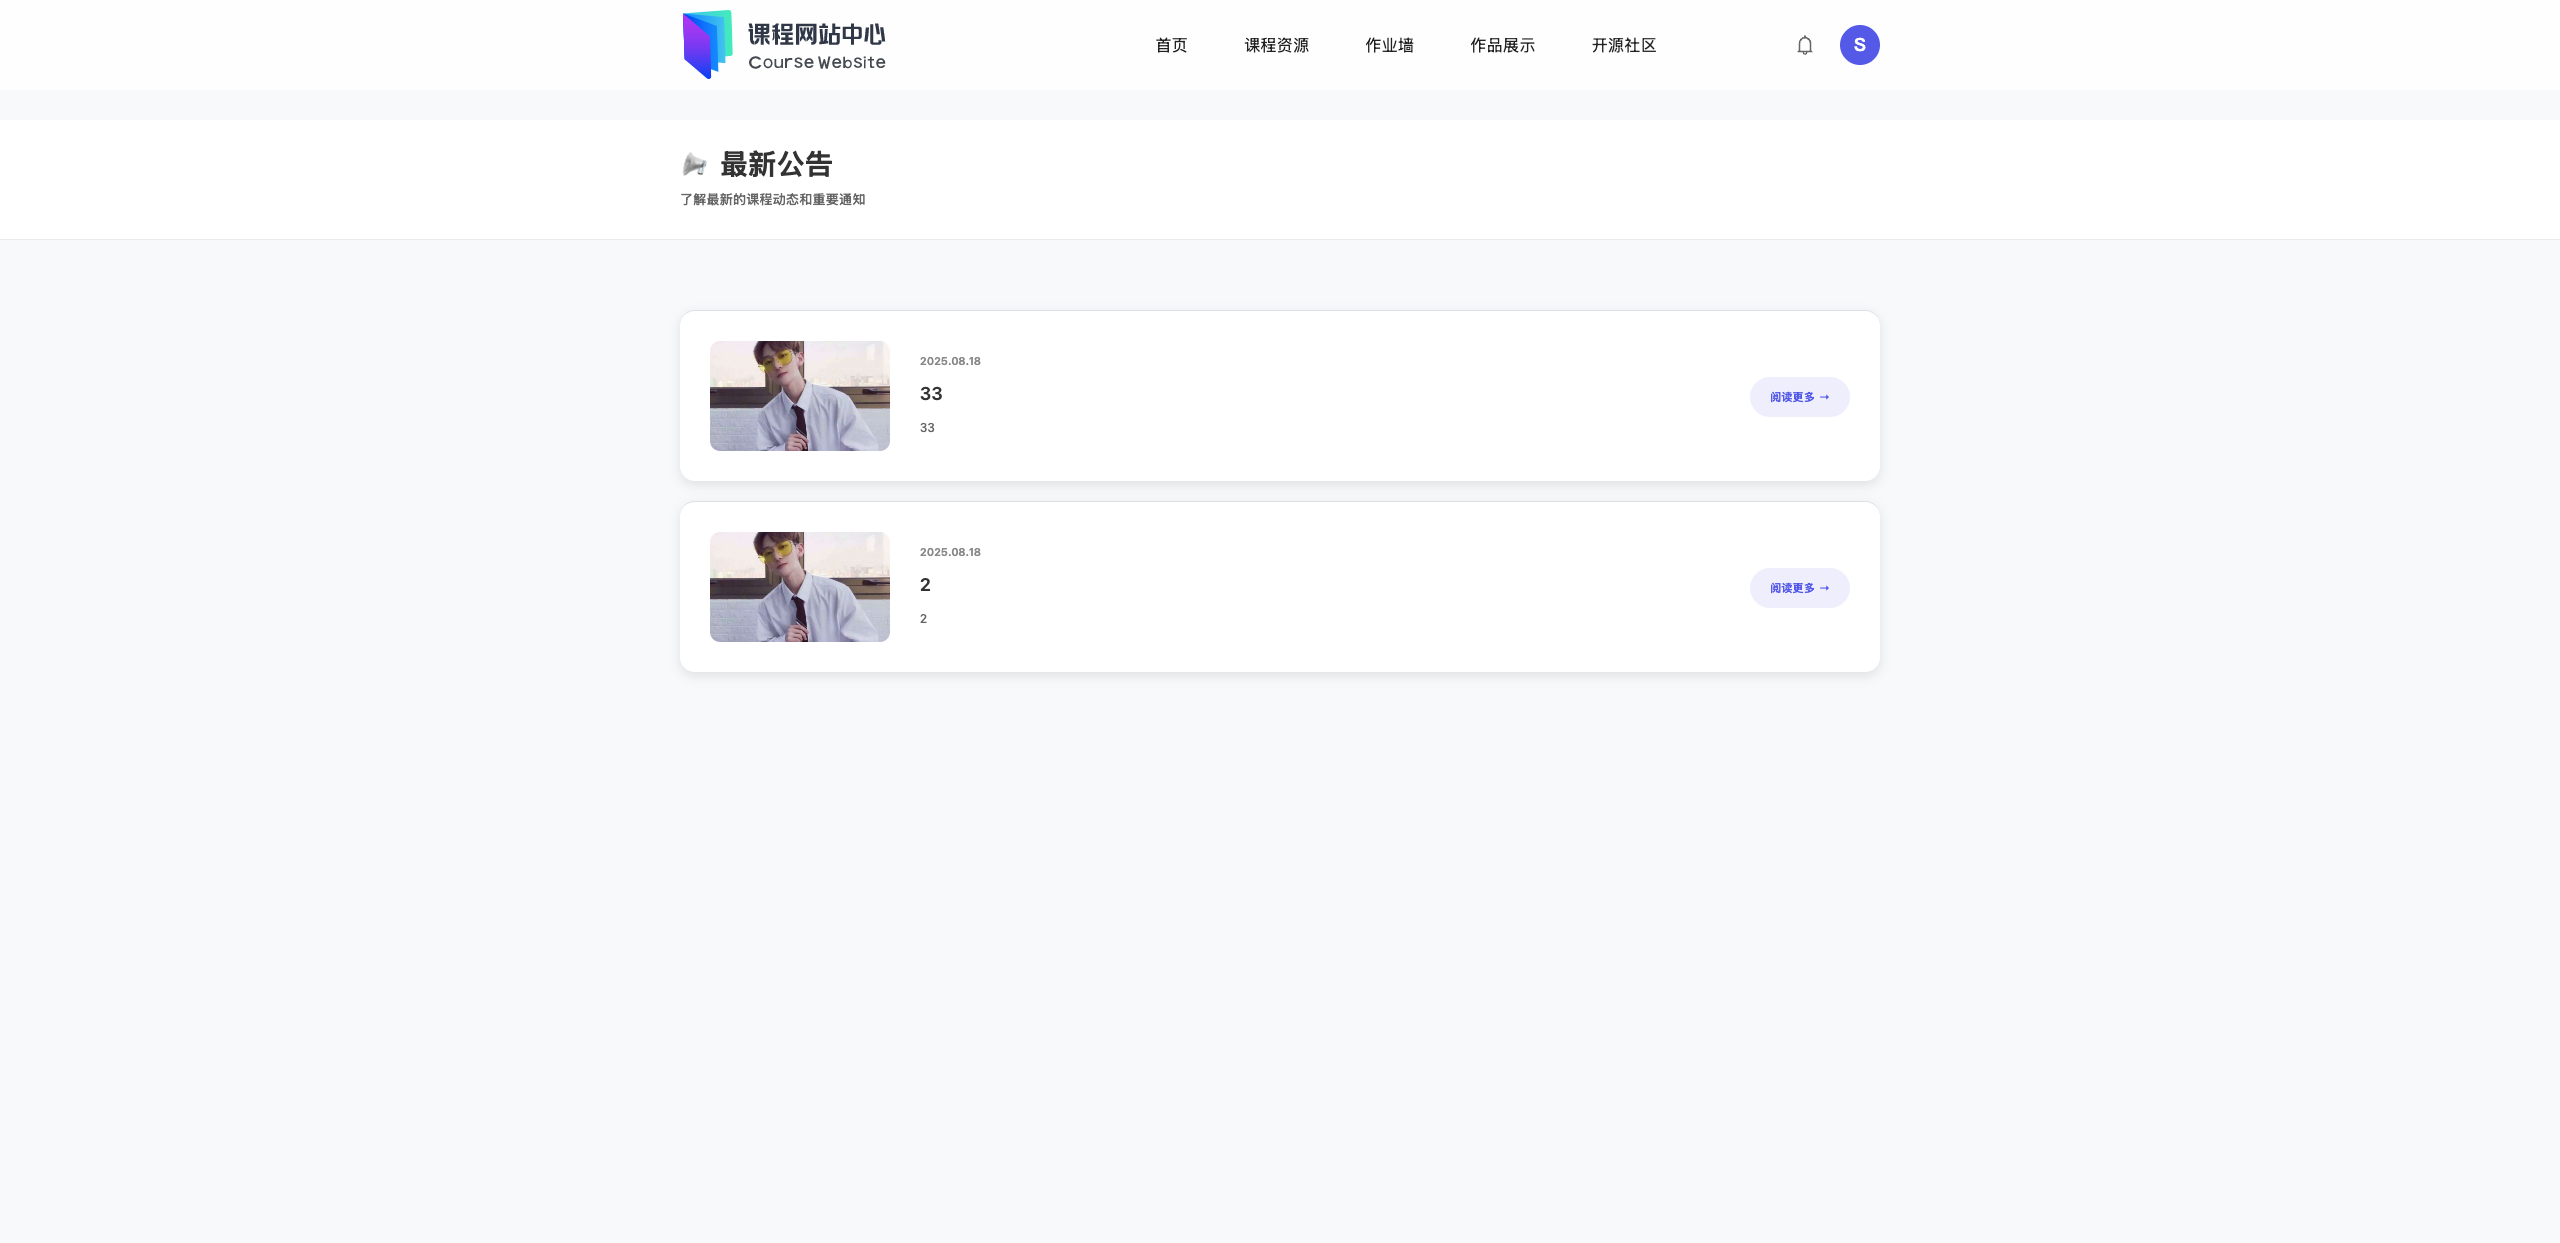 课程网站中心
Course Website
首页 课程资源 作业墙 作品展示 开源社区
S
最新公告
了解最新的课程动态和重要通知
2025.08.18
33
33
阅读更多 →
2025.08.18
2
2
阅读更多 →